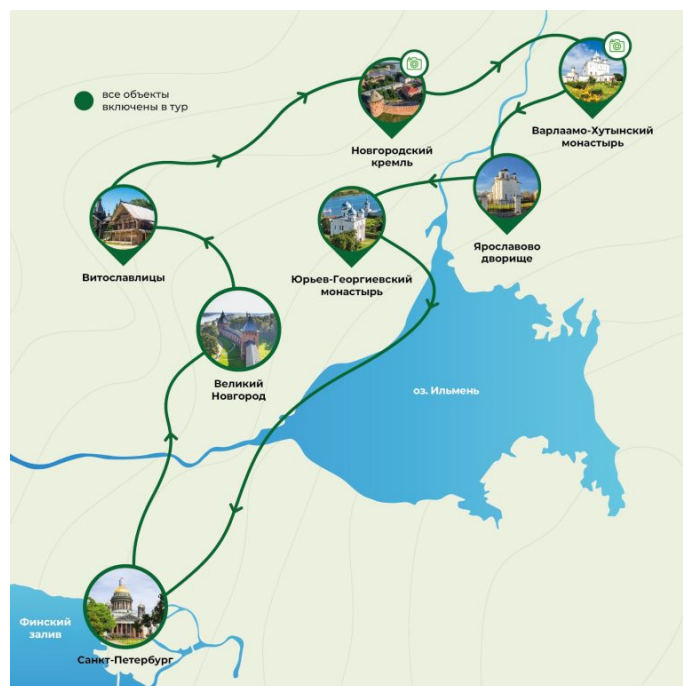 все объекты
включены в тур
Новгородский
кремль
Варлаамо-Хутынский
монастырь
Ярославово
дворище
Витославлицы
Юрьев-Георгиевский
монастырь
Великий
Новгород
оз. Ильмень
Финский
залив
Санкт-Петербург